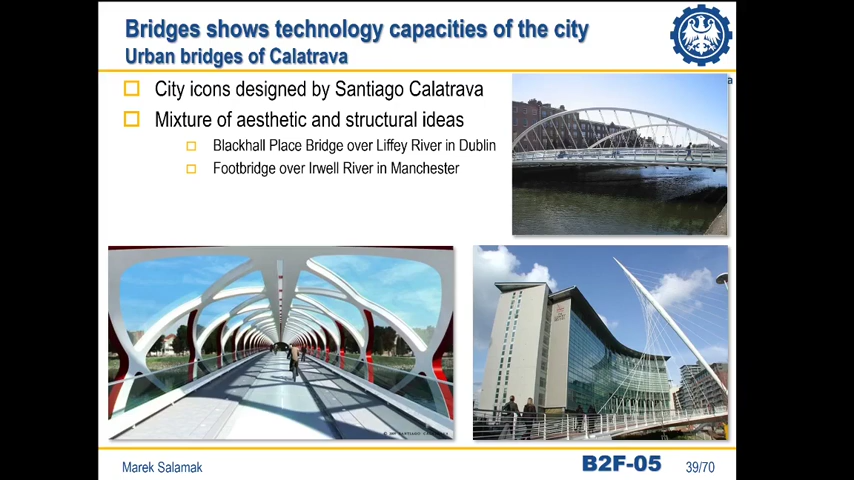 Bridges shows technology capacities of the city
Urban bridges of Calatrava
a
City icons designed by Santiago Calatrava
Mixture of aesthetic and structural ideas
Blackhall Place Bridge over Liffey River in Dublin
Footbridge over Irwell River in Manchester
Marek Salamak
B2F-05
39/70